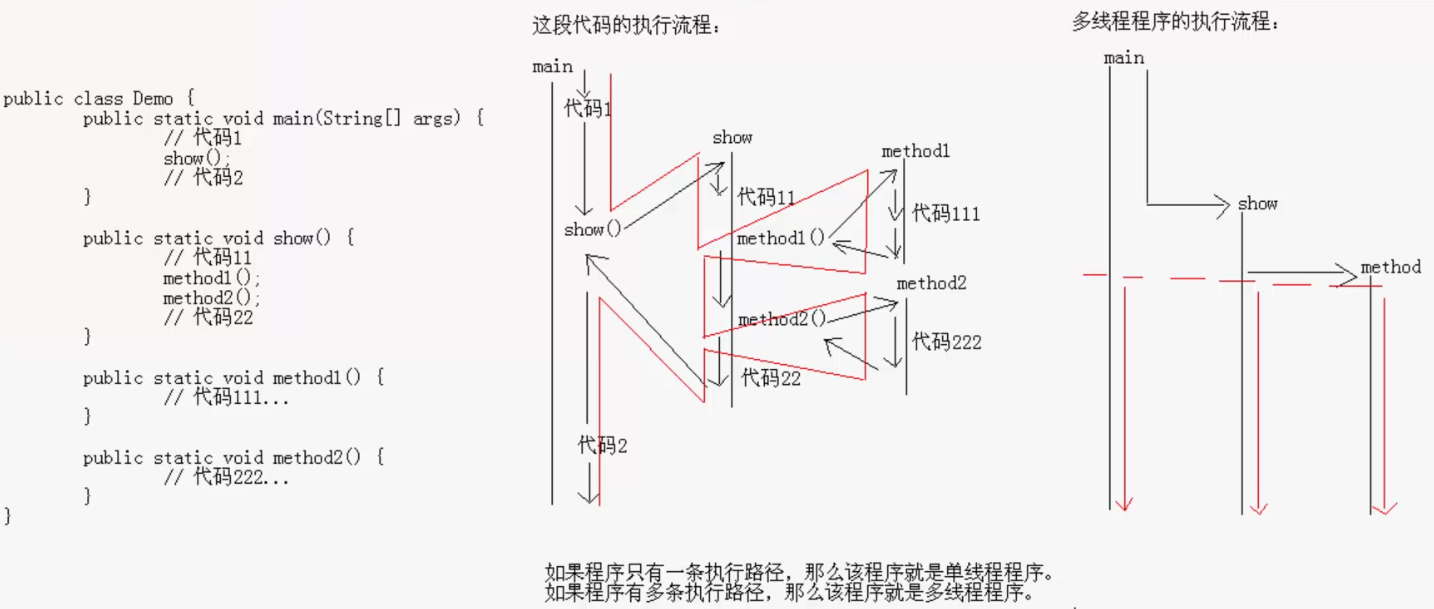 public class Demo {
public static void main(String[] args) {
// 代码1
show();
// 代码2
}
public static void show() {
// 代码11
method1();
method2();
// 代码22
}
public static void method1() {
// 代码111...
}
public static void method2() {
// 代码222...
}
}
这段代码的执行流程:
main
代码1
show
method1
代码11
代码111
show()
method1()
method2
method2()
代码222
代码22
代码2
多线程程序的执行流程:
main
show
method
如果程序只有一条执行路径，那么该程序就是单线程程序。
如果程序有多条执行路径，那么该程序就是多线程程序。